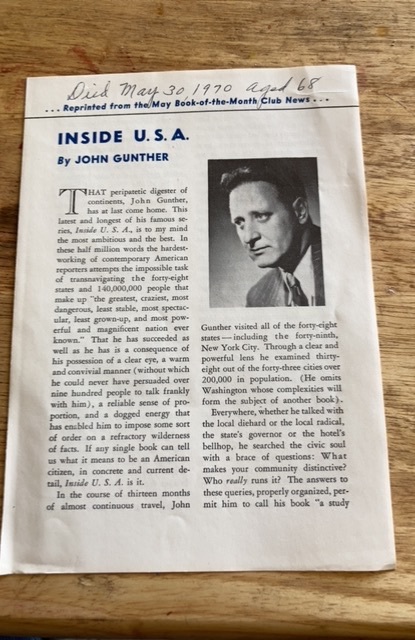 Died May 30, 1970 aged 68
... Reprinted from the May Book-of-the-Month Club News ...
INSIDE U. S. A.
By JOHN GUNTHER
THAT peripatetic digester of
continents, John Gunther,
has at last come home. This
latest and longest of his famous se-
ries, Inside U. S. A., is to my mind
the most ambitious and the best. In
these half million words the hardest-
working of contemporary American
reporters attempts the impossible task
of transnavigating the forty-eight
states and 140,000,000 people that
make up "the greatest, craziest, most
dangerous, least stable, most spectac-
ular, least grown-up, and most pow-
erful and magnificent nation ever
known." That he has succeeded as
well as he has is a consequence of
his possession of a clear eye, a warm
and convivial manner (without which
he could never have persuaded over
nine hundred people to talk frankly
with him), a reliable sense of pro-
portion, and a dogged energy that
has enabled him to impose some sort
of order on a refractory wilderness
of facts. If any single book can tell
us what it means to be an American
citizen, in concrete and current de-
tail, Inside U. S. A. is it.
In the course of thirteen months
of almost continuous travel, John
Gunther visited all of the forty-eight
states—including the forty-ninth,
New York City. Through a clear and
powerful lens he examined thirty-
eight out of the forty-three cities over
200,000 in population. (He omits
Washington whose complexities will
form the subject of another book).
Everywhere, whether he talked with
the local diehard or the local radical,
the state's governor or the hotel's
bellhop, he searched the civic soul
with a brace of questions: What
makes your community distinctive?
Who really runs it? The answers to
these queries, properly organized, per-
mit him to call his book "a study